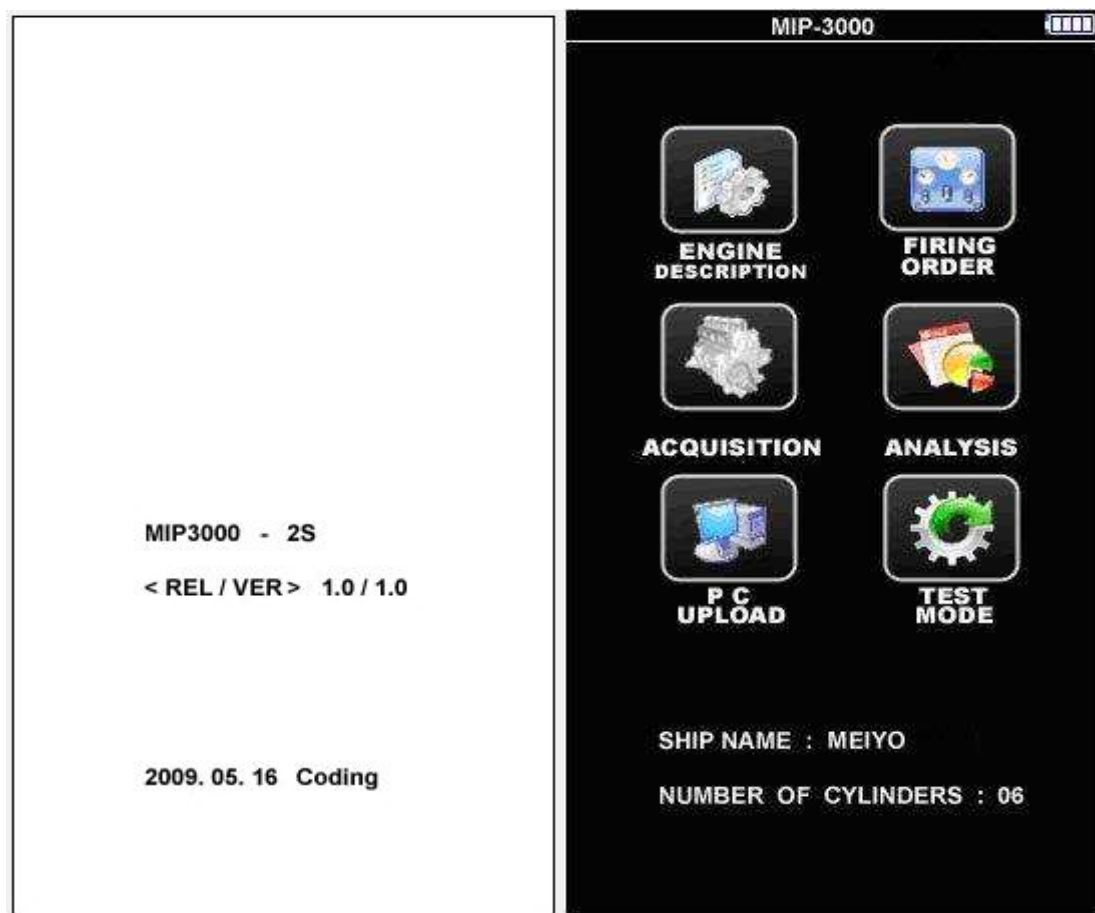 MIP3000 - 2S
< REL / VER > 1.0 / 1.0
2009. 05. 16 Coding
MIP-3000
ENGINE
DESCRIPTION
FIRING
ORDER
ACQUISITION
ANALYSIS
P C
UPLOAD
TEST
MODE
SHIP NAME : MEIYO
NUMBER OF CYLINDERS : 06